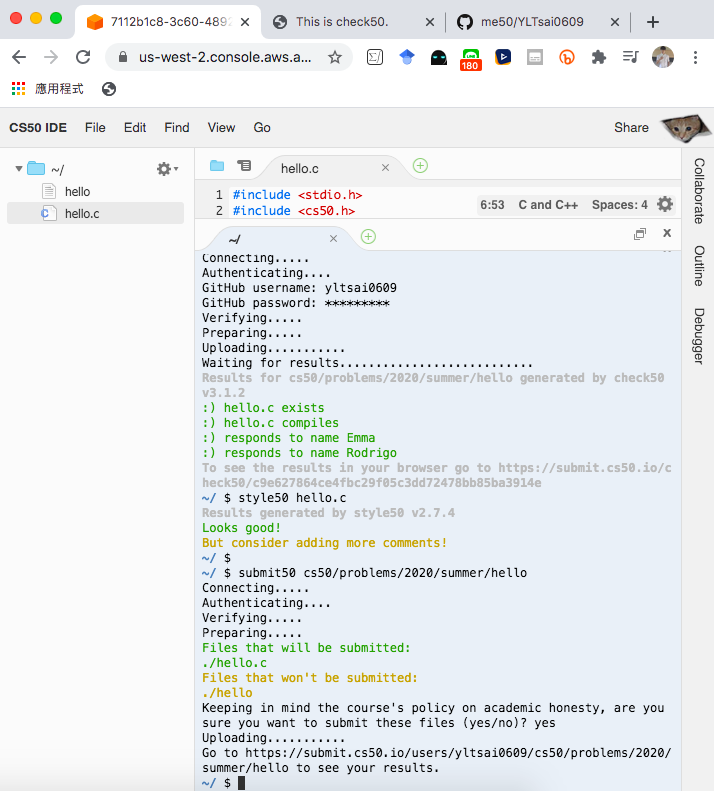 7112b1c8-3c60-489
This is check50.
me50/YLTsai0609
us-west-2.console.aws.a...
180
應用程式
CS50 IDE File Edit Find View Go Share
~/
hello
hello.c
hello.c
1 #include <stdio.h>
2 #include <cs50.h>
6:53 C and C++ Spaces: 4
Collaborate
Outline
Debugger
~/
Connecting.....
Authenticating....
GitHub username: yltsai0609
GitHub password: *********
Verifying.....
Preparing.....
Uploading...........
Waiting for results...........................
Results for cs50/problems/2020/summer/hello generated by check50
v3.1.2
:) hello.c exists
:) hello.c compiles
:) responds to name Emma
:) responds to name Rodrigo
To see the results in your browser go to https://submit.cs50.io/c
heck50/c9e627864ce4fbc29f05c3dd72478bb85ba3914e
~/ $ style50 hello.c
Results generated by style50 v2.7.4
Looks good!
But consider adding more comments!
~/ $
~/ $ submit50 cs50/problems/2020/summer/hello
Connecting.....
Authenticating....
Verifying.....
Preparing.....
Files that will be submitted:
./hello.c
Files that won't be submitted:
./hello
Keeping in mind the course's policy on academic honesty, are you
sure you want to submit these files (yes/no)? yes
Uploading...........
Go to https://submit.cs50.io/users/yltsai0609/cs50/problems/2020/
summer/hello to see your results.
~/ $